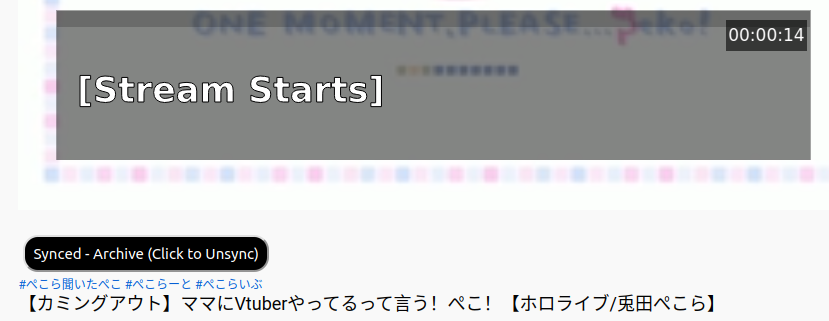 ONE MOMENT, PLEASE...Peko!
00:00:14
[Stream Starts]
Synced - Archive (Click to Unsync)
#ぺこら聞いたぺこ #ぺこらーと #ぺこらいぶ
【カミングアウト】ママにVtuberやってるって言う！ぺこ！【ホロライブ/兎田ぺこら】